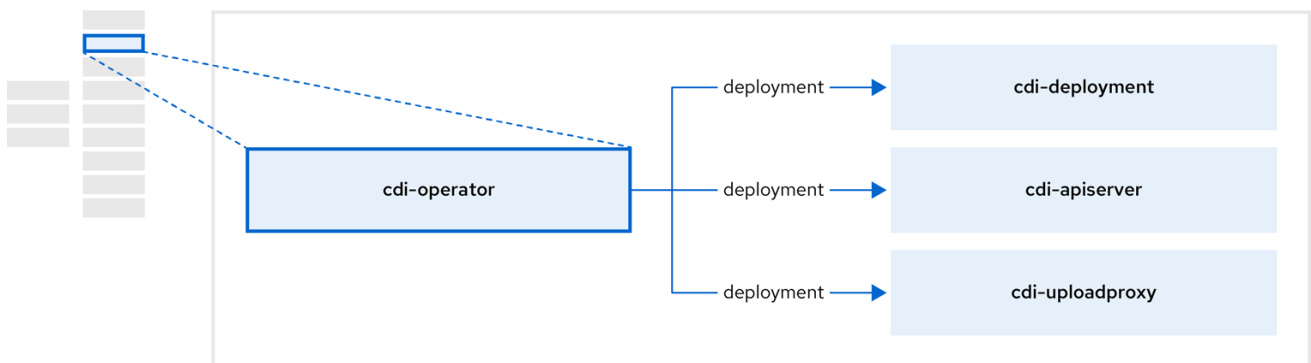 deployment
cdi-deployment
cdi-operator
deployment
cdi-apiserver
deployment
cdi-uploadproxy